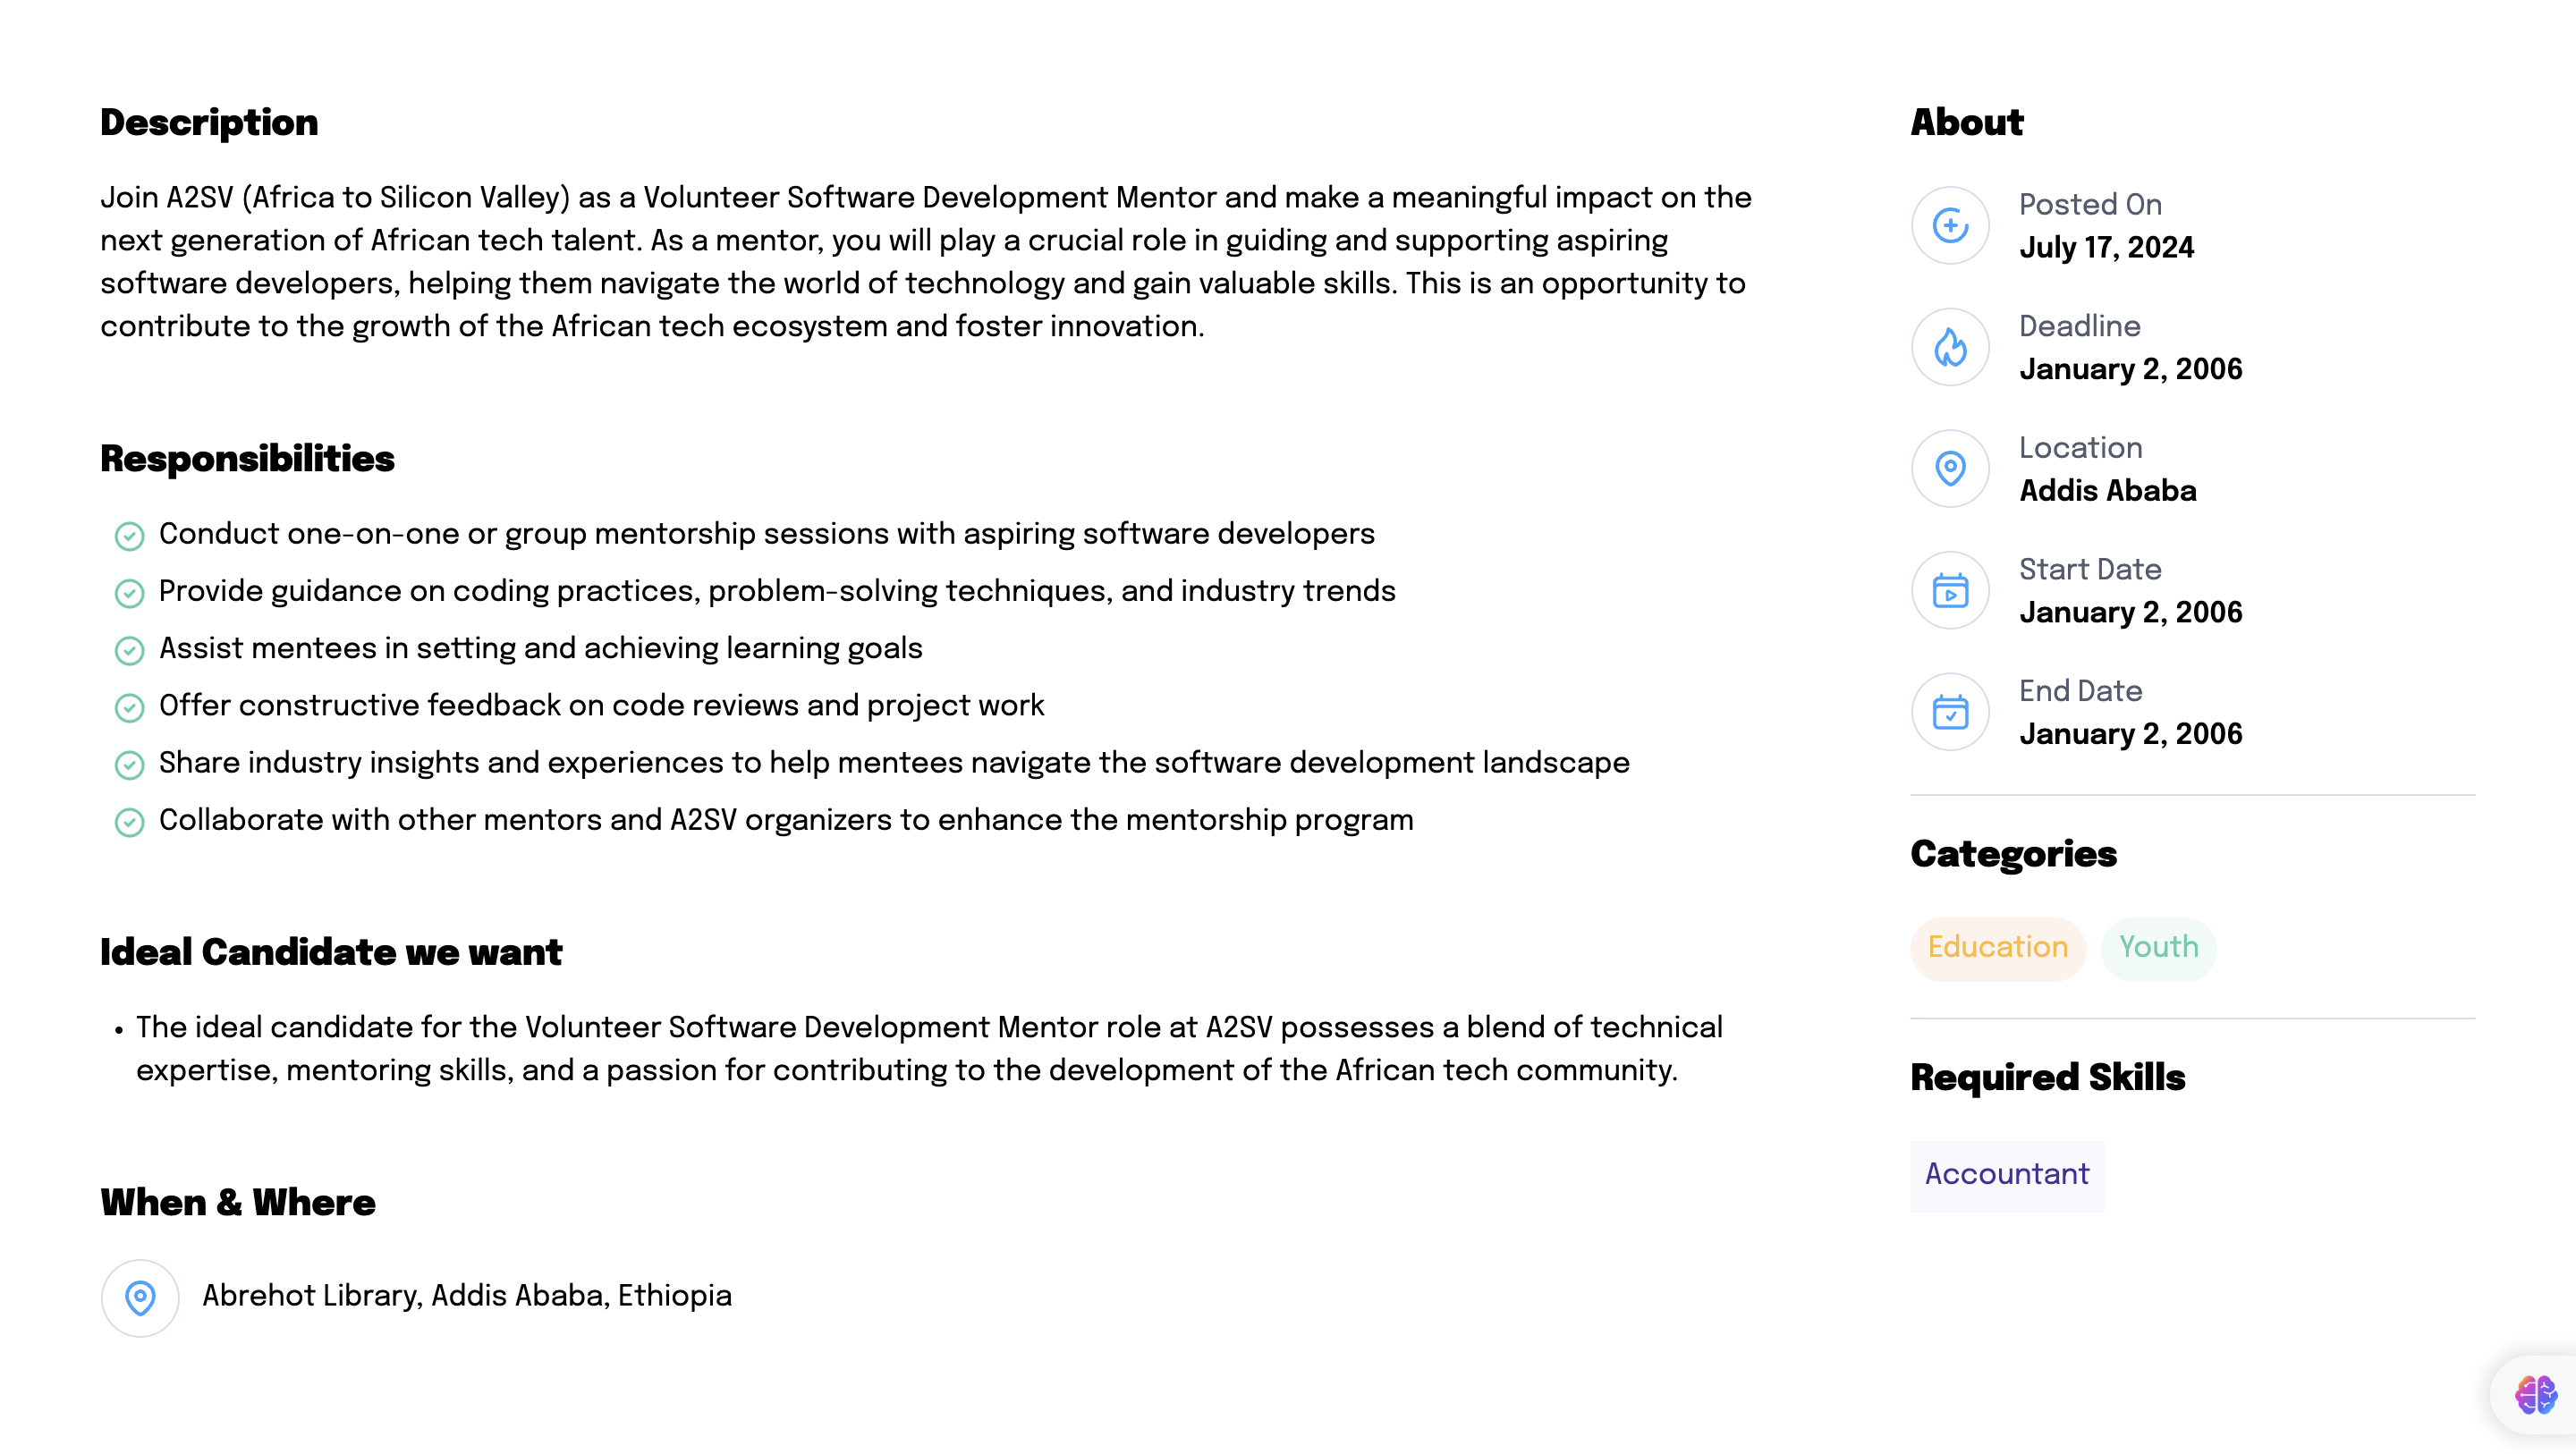 Description
Join A2SV (Africa to Silicon Valley) as a Volunteer Software Development Mentor and make a meaningful impact on the
next generation of African tech talent. As a mentor, you will play a crucial role in guiding and supporting aspiring
software developers, helping them navigate the world of technology and gain valuable skills. This is an opportunity to
contribute to the growth of the African tech ecosystem and foster innovation.
Responsibilities
Conduct one-on-one or group mentorship sessions with aspiring software developers
Provide guidance on coding practices, problem-solving techniques, and industry trends
Assist mentees in setting and achieving learning goals
Offer constructive feedback on code reviews and project work
Share industry insights and experiences to help mentees navigate the software development landscape
Collaborate with other mentors and A2SV organizers to enhance the mentorship program
Ideal Candidate we want
• The ideal candidate for the Volunteer Software Development Mentor role at A2SV possesses a blend of technical
expertise, mentoring skills, and a passion for contributing to the development of the African tech community.
When & Where
Abrehot Library, Addis Ababa, Ethiopia
About
Posted On
July 17, 2024
Deadline
January 2, 2006
Location
Addis Ababa
Start Date
January 2, 2006
End Date
January 2, 2006
Categories
Education
Youth
Required Skills
Accountant